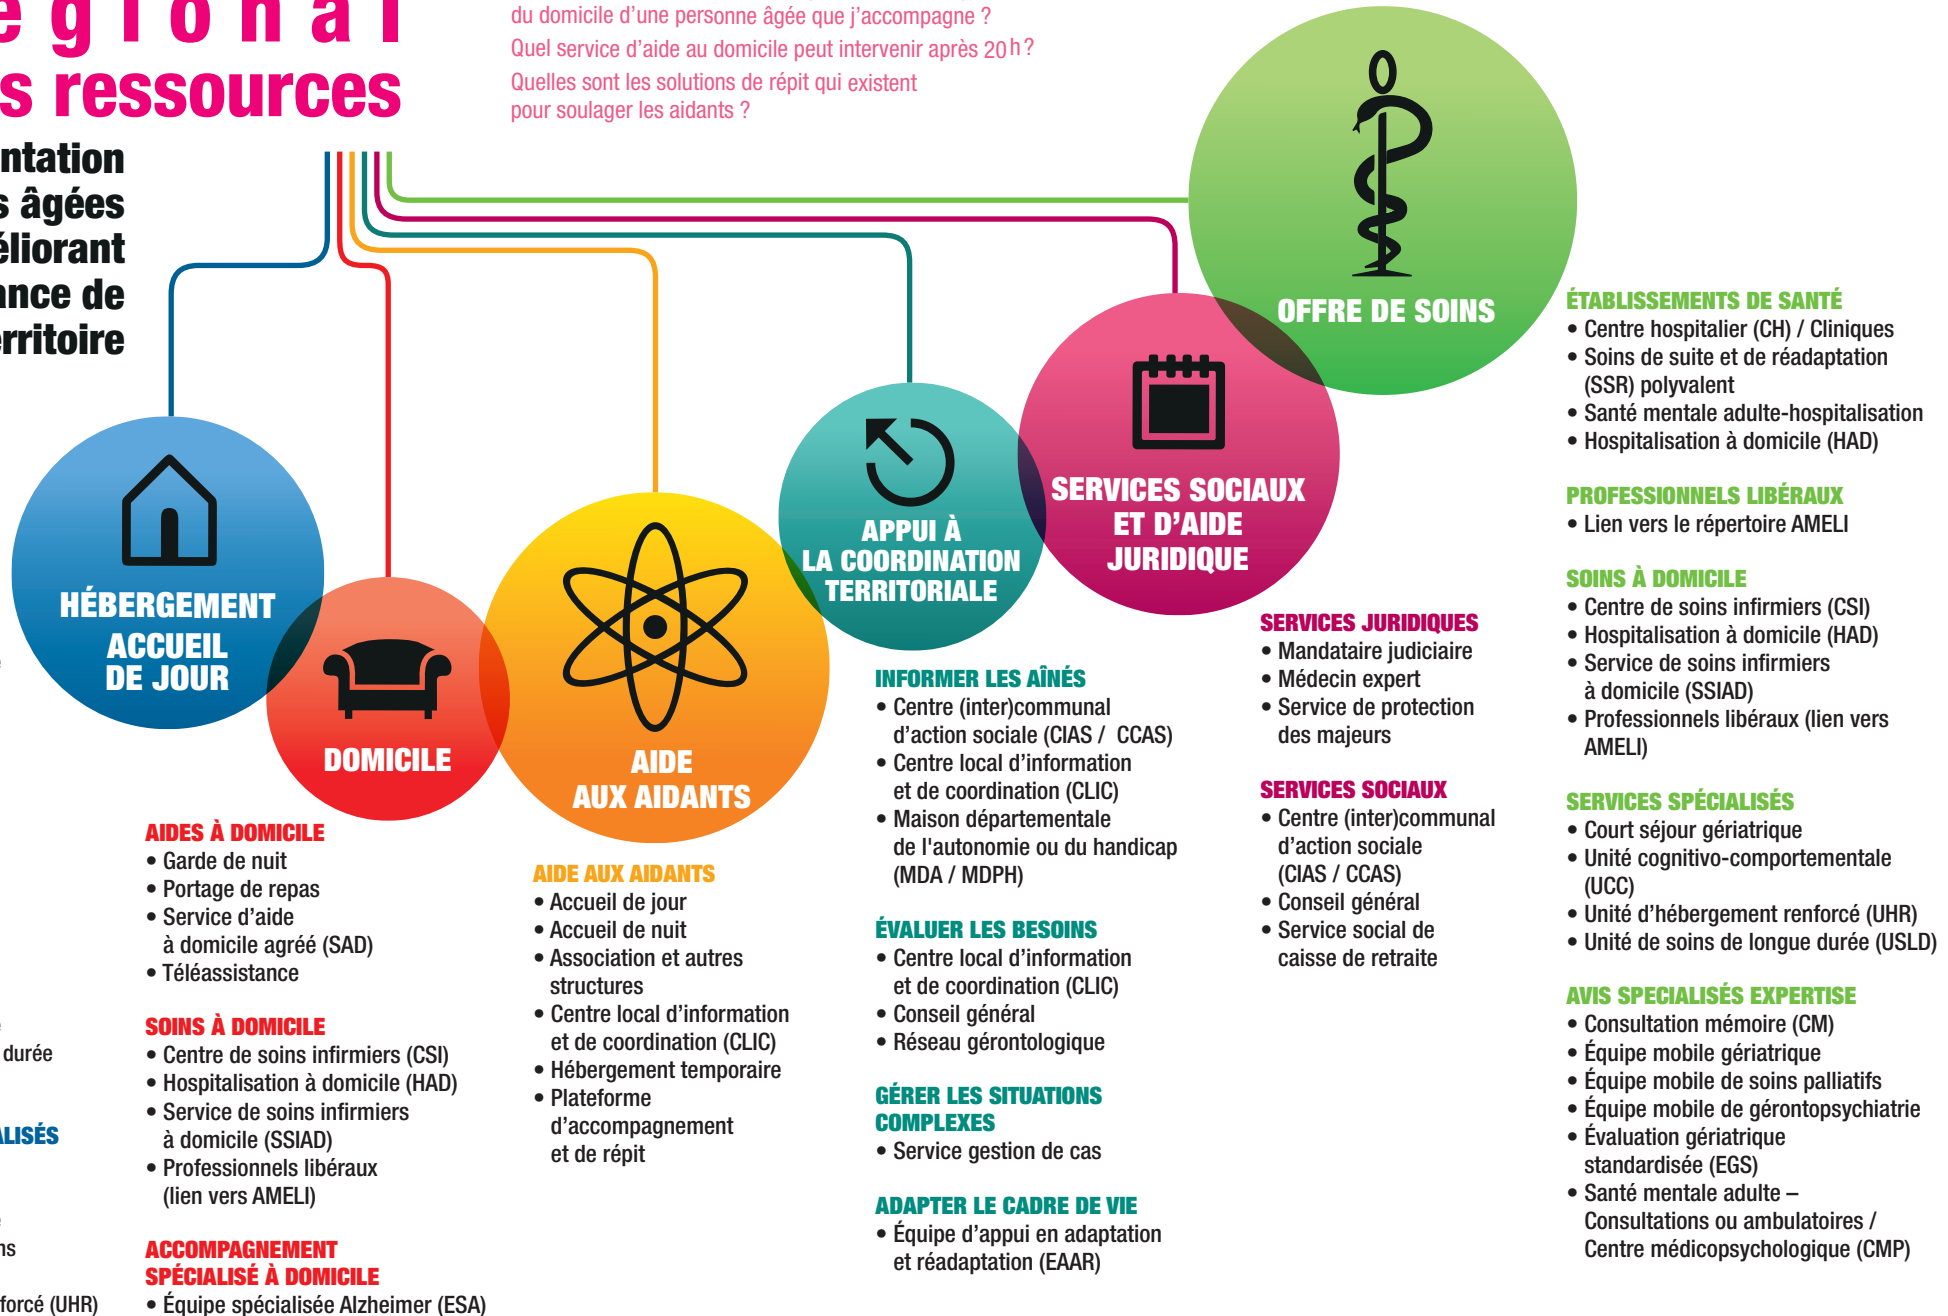 régional
s ressources
ntation
s âgées
éliorant
ance de
erritoire
du domicile d’une personne âgée que j’accompagne ?
Quel service d’aide au domicile peut intervenir après 20h?
Quelles sont les solutions de répit qui existent
pour soulager les aidants ?
HÉBERGEMENT
ACCUEIL
DE JOUR
DOMICILE
AIDE
AUX AIDANTS
APPUI À
LA COORDINATION
TERRITORIALE
SERVICES SOCIAUX
ET D’AIDE
JURIDIQUE
OFFRE DE SOINS
durée
ALISÉS
ns
forcé (UHR)
AIDES À DOMICILE
• Garde de nuit
• Portage de repas
• Service d’aide
à domicile agréé (SAD)
• Téléassistance
SOINS À DOMICILE
• Centre de soins infirmiers (CSI)
• Hospitalisation à domicile (HAD)
• Service de soins infirmiers
à domicile (SSIAD)
• Professionnels libéraux
(lien vers AMELI)
ACCOMPAGNEMENT
SPÉCIALISÉ À DOMICILE
• Équipe spécialisée Alzheimer (ESA)
AIDE AUX AIDANTS
• Accueil de jour
• Accueil de nuit
• Association et autres
structures
• Centre local d’information
et de coordination (CLIC)
• Hébergement temporaire
• Plateforme
d’accompagnement
et de répit
INFORMER LES AÎNÉS
• Centre (inter)communal
d’action sociale (CIAS / CCAS)
• Centre local d’information
et de coordination (CLIC)
• Maison départementale
de l'autonomie ou du handicap
(MDA / MDPH)
ÉVALUER LES BESOINS
• Centre local d’information
et de coordination (CLIC)
• Conseil général
• Réseau gérontologique
GÉRER LES SITUATIONS
COMPLEXES
• Service gestion de cas
ADAPTER LE CADRE DE VIE
• Équipe d’appui en adaptation
et réadaptation (EAAR)
SERVICES JURIDIQUES
• Mandataire judiciaire
• Médecin expert
• Service de protection
des majeurs
SERVICES SOCIAUX
• Centre (inter)communal
d’action sociale
(CIAS / CCAS)
• Conseil général
• Service social de
caisse de retraite
ÉTABLISSEMENTS DE SANTÉ
• Centre hospitalier (CH) / Cliniques
• Soins de suite et de réadaptation
(SSR) polyvalent
• Santé mentale adulte-hospitalisation
• Hospitalisation à domicile (HAD)
PROFESSIONNELS LIBÉRAUX
• Lien vers le répertoire AMELI
SOINS À DOMICILE
• Centre de soins infirmiers (CSI)
• Hospitalisation à domicile (HAD)
• Service de soins infirmiers
à domicile (SSIAD)
• Professionnels libéraux (lien vers
AMELI)
SERVICES SPÉCIALISÉS
• Court séjour gériatrique
• Unité cognitivo-comportementale
(UCC)
• Unité d’hébergement renforcé (UHR)
• Unité de soins de longue durée (USLD)
AVIS SPECIALISÉS EXPERTISE
• Consultation mémoire (CM)
• Équipe mobile gériatrique
• Équipe mobile de soins palliatifs
• Équipe mobile de gérontopsychiatrie
• Évaluation gériatrique
standardisée (EGS)
• Santé mentale adulte –
Consultations ou ambulatoires /
Centre médicopsychologique (CMP)